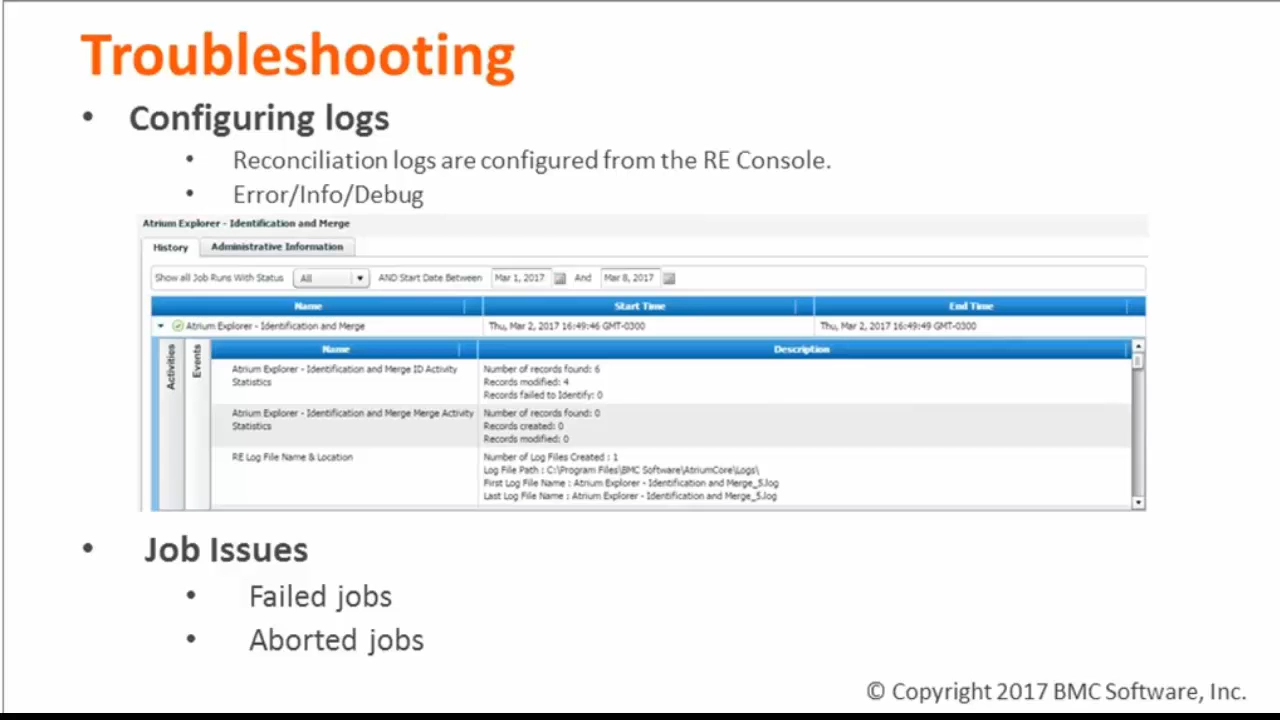 Troubleshooting
• Configuring logs
• Reconciliation logs are configured from the RE Console.
• Error/Info/Debug
Atrium Explorer - Identification and Merge
History Administrative Information
Show all Job Runs With Status All AND Start Date Between Mar 1, 2017 And Mar 8, 2017
Name Start Time End Time
Atrium Explorer - Identification and Merge Thu, Mar 2, 2017 16:49:46 GMT-0300 Thu, Mar 2, 2017 16:49:49 GMT-0300
Activities
Events
Name Description
Atrium Explorer - Identification and Merge ID Activity
Statistics
Number of records found: 6
Records modified: 4
Records failed to Identify: 0
Atrium Explorer - Identification and Merge Merge Activity
Statistics
Number of records found: 0
Records created: 0
Records modified: 0
RE Log File Name & Location
Number of Log Files Created : 1
Log File Path : C:\Program Files\BMC Software\AtriumCore\Logs\
First Log File Name : Atrium Explorer - Identification and Merge_5.log
Last Log File Name : Atrium Explorer - Identification and Merge_5.log
• Job Issues
• Failed jobs
• Aborted jobs
© Copyright 2017 BMC Software, Inc.